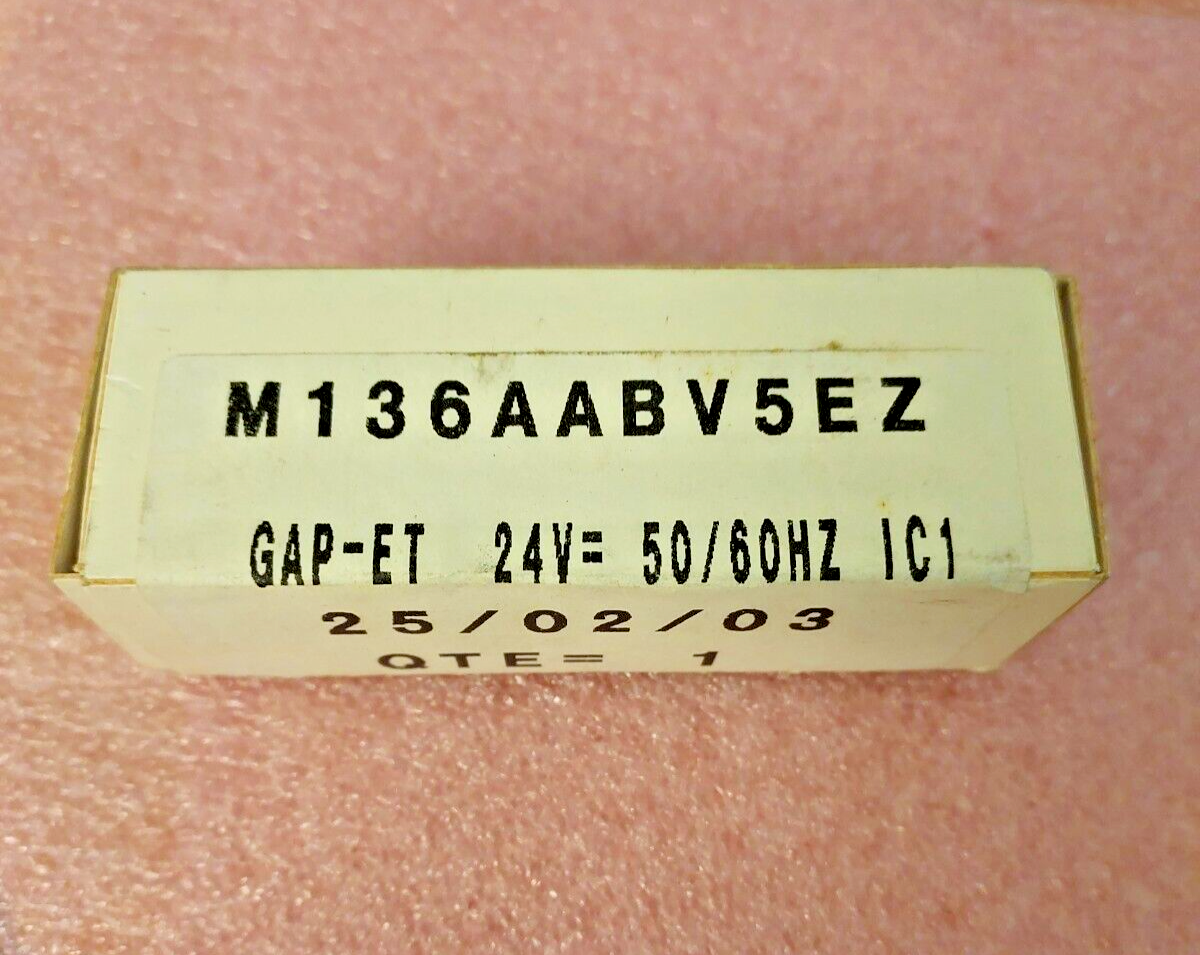 M136AABV5EZ
GAP-ET 24V= 50/60HZ IC1
25/02/03
QTE= 1